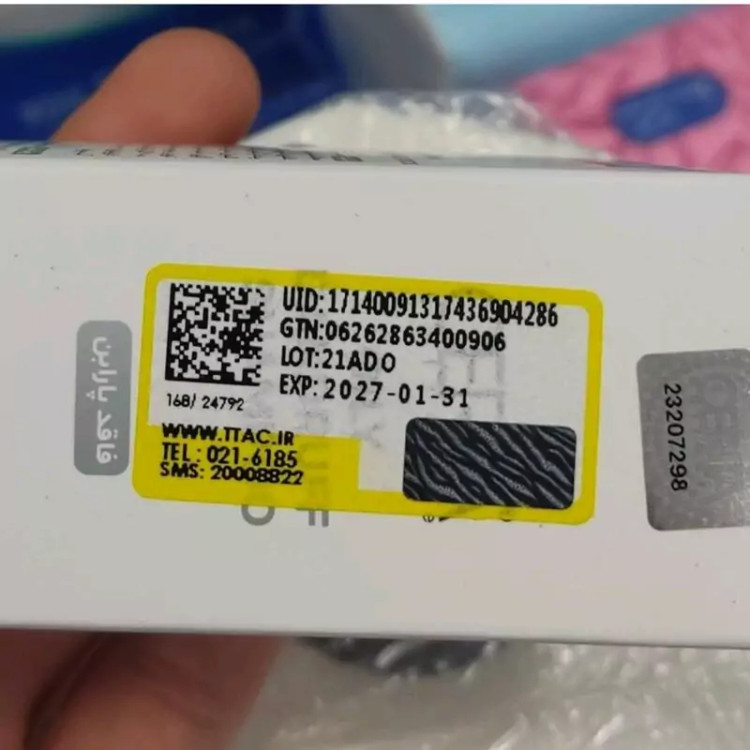 UID:17140091317436904286
GTN:06262863400906
LOT:21ADO
EXP: 2027-01-31
168/ 24792
WWW.TTAC.IR
TEL : 021-6185
SMS: 20008822
فاقد پارابن
23207298